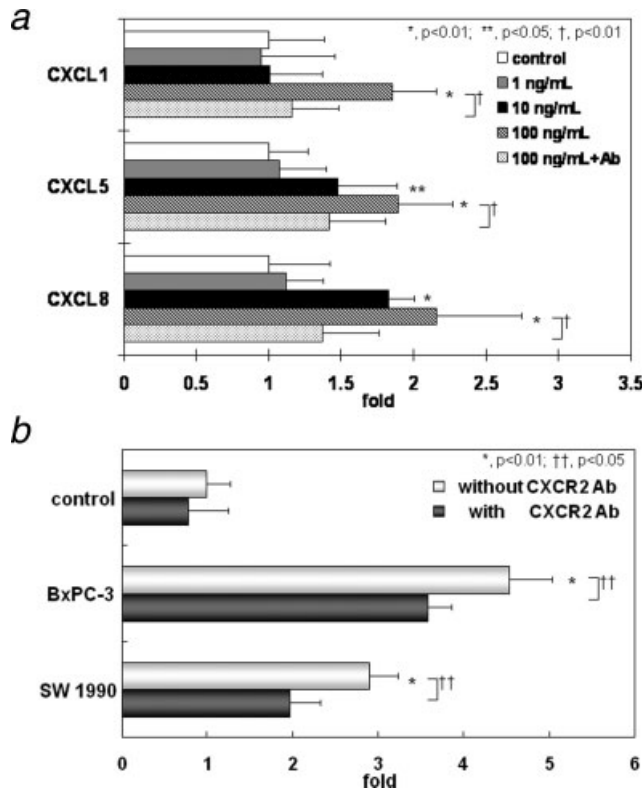 a
*, p<0.01; **, p<0.05; †, p<0.01
control
1 ng/mL
10 ng/mL
100 ng/mL
100 ng/mL+Ab
CXCL1
* †
CXCL5
**
* †
CXCL8
*
* †
0 0.5 1 1.5 2 2.5 3 3.5
fold
b
*, p<0.01; ††, p<0.05
without CXCR2 Ab
with CXCR2 Ab
control
BxPC-3
* ††
SW 1990
* ††
0 1 2 3 4 5 6
fold